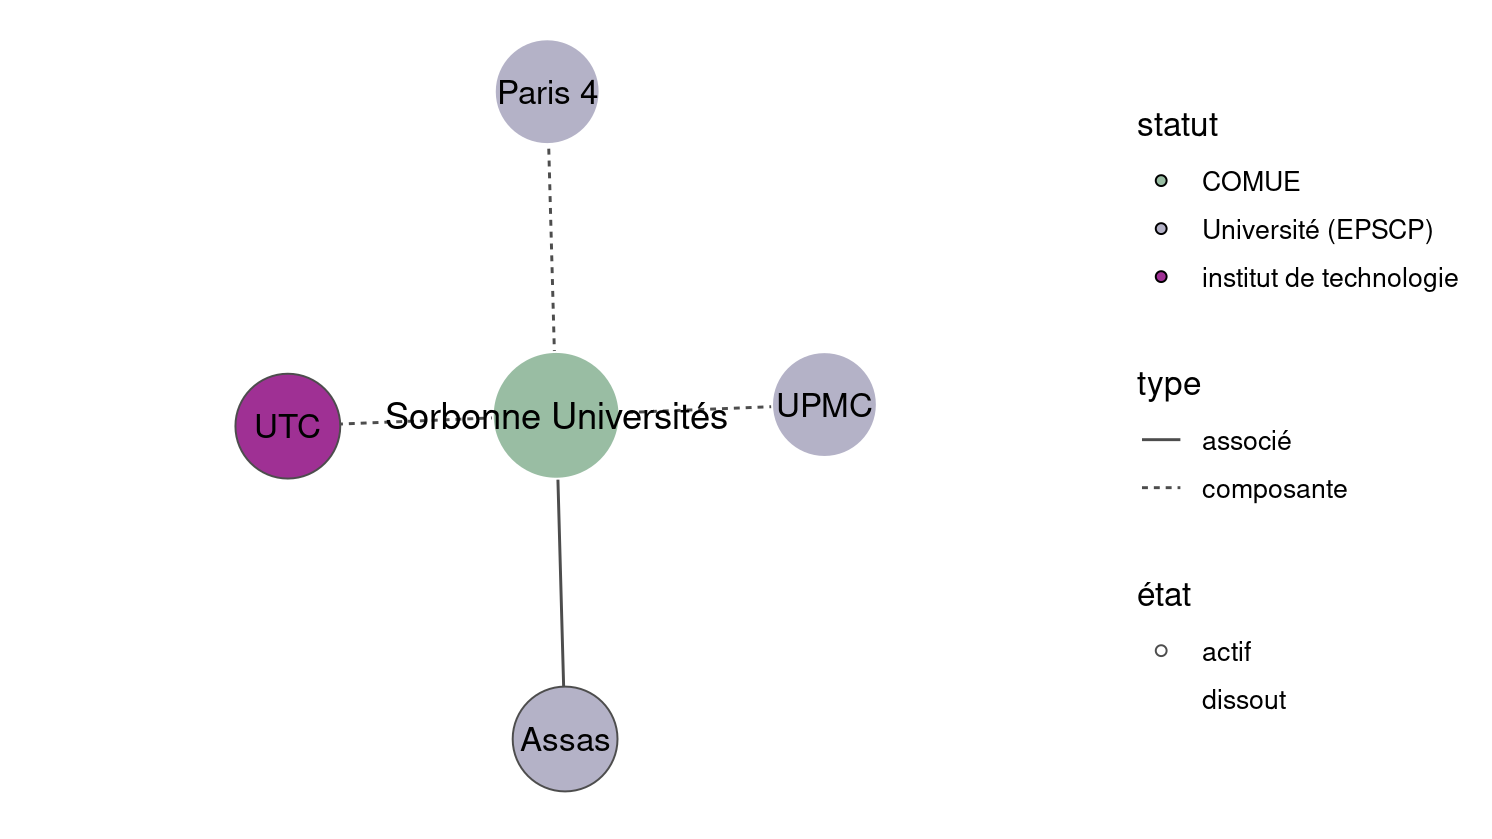 Paris 4
Sorbonne Universités
UTC
UPMC
Assas
statut
COMUE
Université (EPSCP)
institut de technologie
type
associé
composante
état
actif
dissout